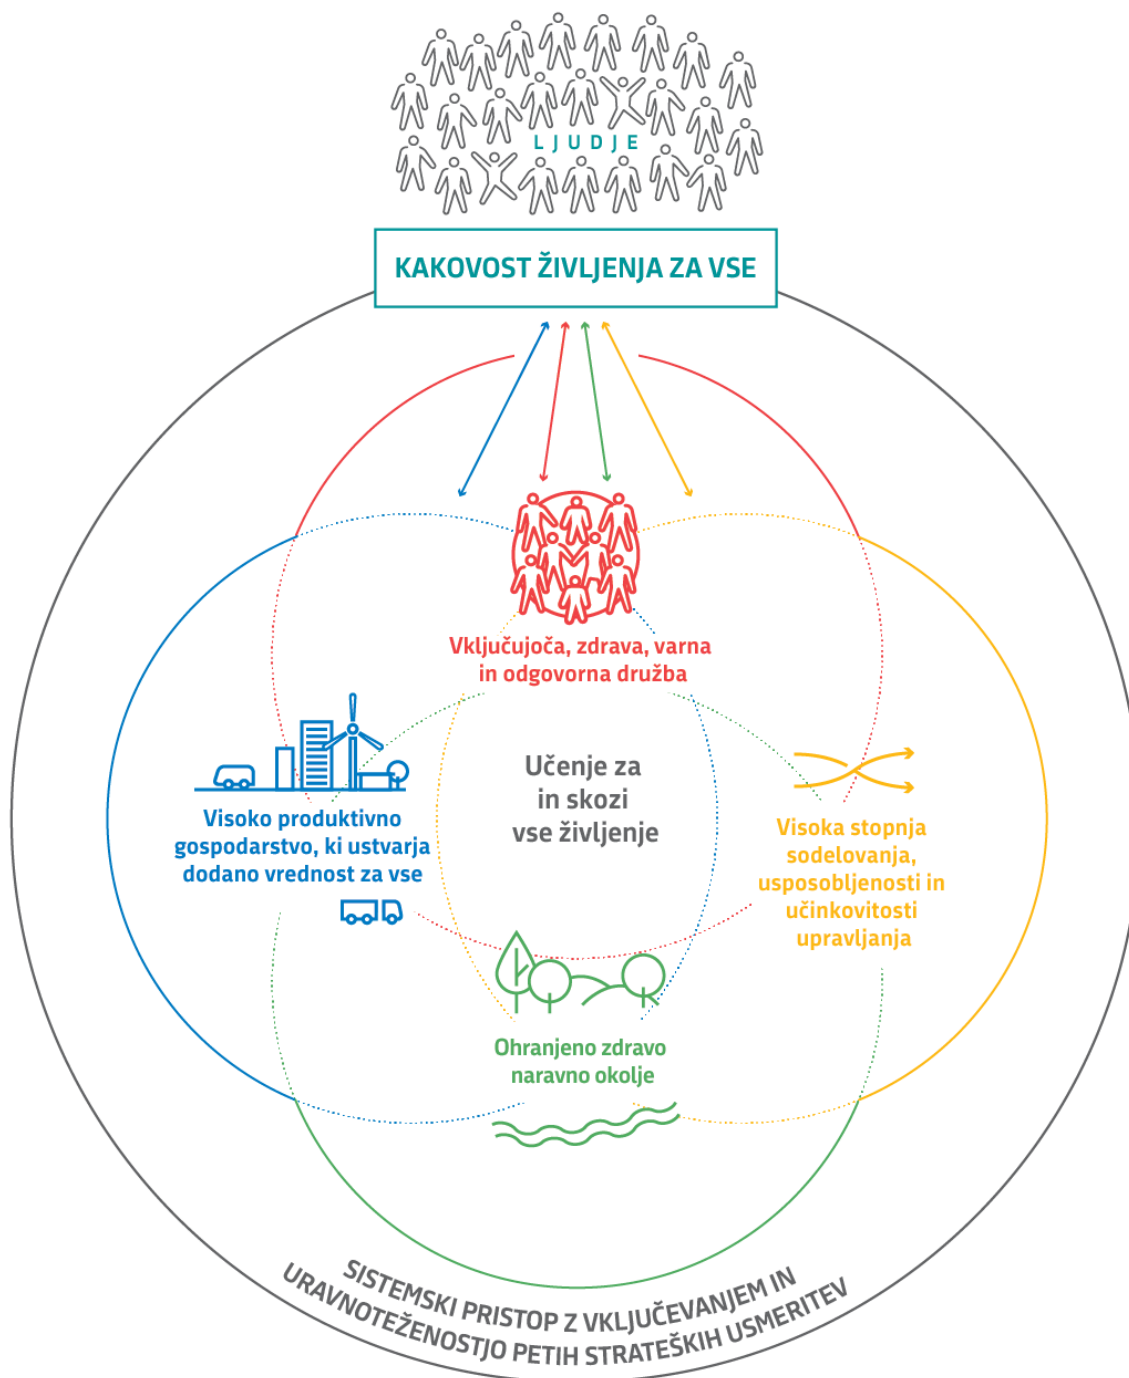 LJUDJE
KAKOVOST ŽIVLJENJA ZA VSE
Vključujoča, zdrava, varna
in odgovorna družba
Učenje za
in skozi
vse življenje
Visoko produktivno
gospodarstvo, ki ustvarja
dodano vrednost za vse
Visoka stopnja
sodelovanja,
usposobljenosti in
učinkovitosti
upravljanja
Ohranjeno zdravo
naravno okolje
SISTEMSKI PRISTOP Z VKLJUČEVANJEM IN
URAVNOTEŽENOSTJO PETIH STRATEŠKIH USMERITEV